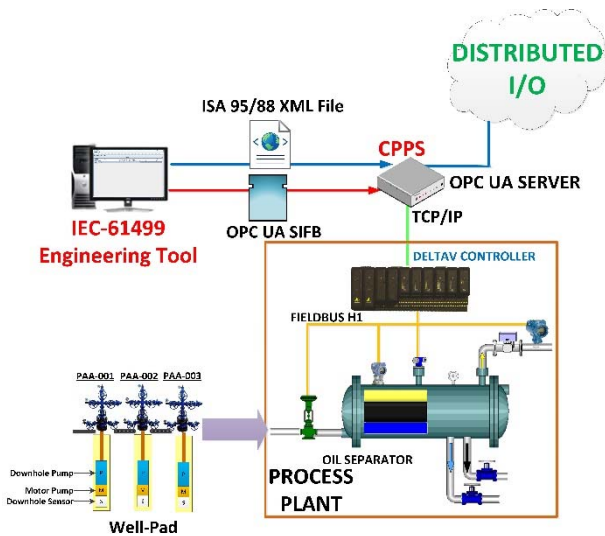 DISTRIBUTED
I/O
ISA 95/88 XML File
CPPS
OPC UA SERVER
IEC-61499
Engineering Tool
OPC UA SIFB
TCP/IP
DELTAV CONTROLLER
FIELDBUS H1
PAA-001 PAA-002 PAA-003
Downhole Pump
Motor Pump
Downhole Sensor
M
M
S
S
Well-Pad
OIL SEPARATOR
PROCESS
PLANT